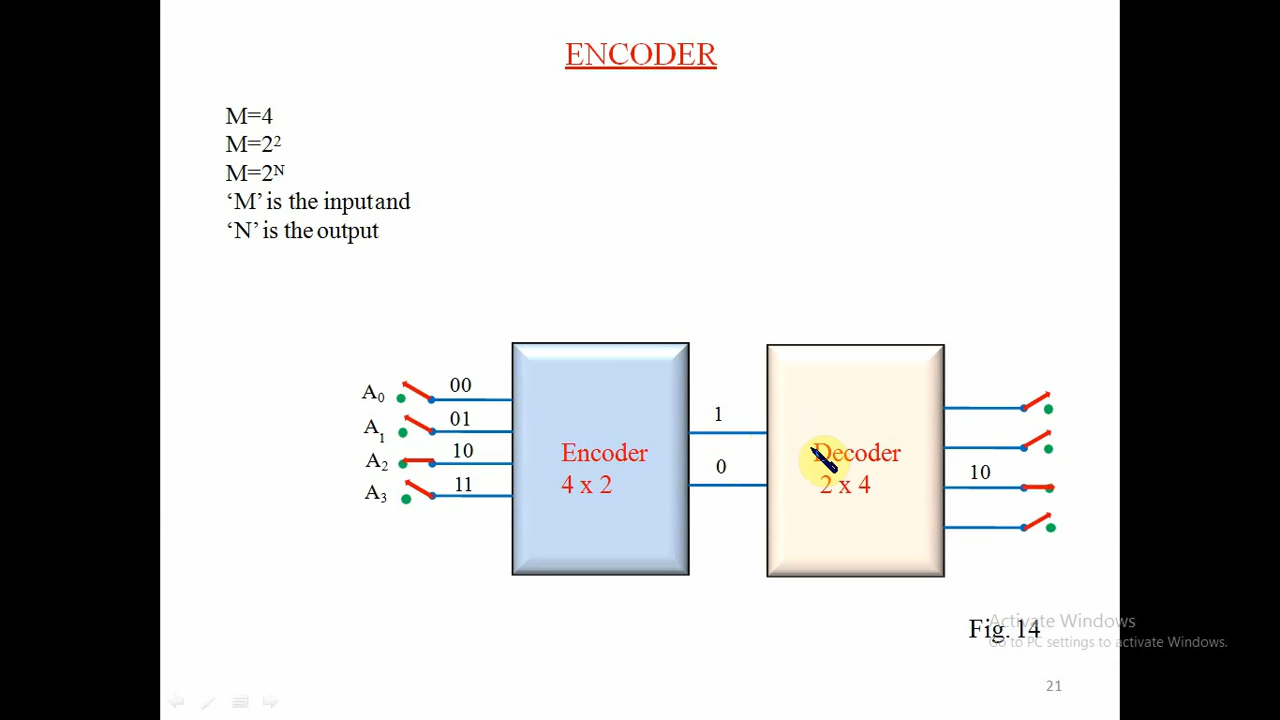 ENCODER
M=4
M=2²
M=2ᴺ
‘M’ is the input and
‘N’ is the output
A₀ 00
A₁ 01
A₂ 10
A₃ 11
Encoder
4 x 2
1
0
Decoder
2 x 4
10
Fig. 14
Activate Windows
Go to PC settings to activate Windows.
21